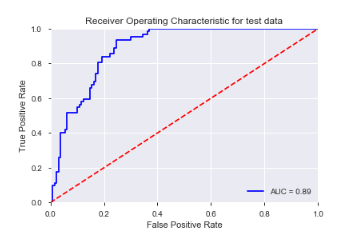 Receiver Operating Characteristic for test data
1.0
0.8
0.6
0.4
0.2
0.0
True Positive Rate
AUC = 0.89
0.0 0.2 0.4 0.6 0.8 1.0
False Positive Rate